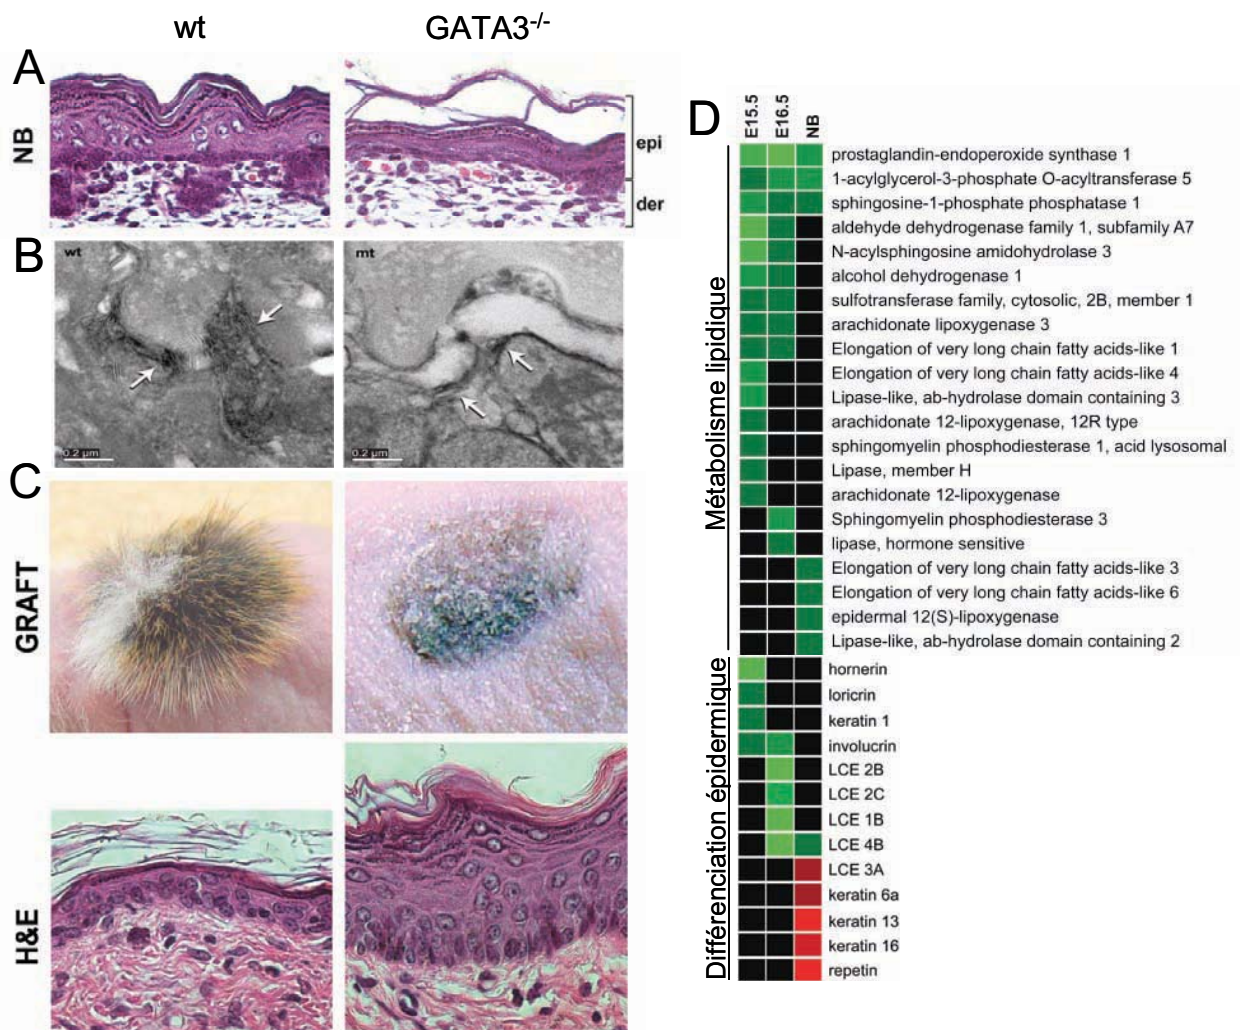 wt
GATA3-/-
A
NB
epi
der
B
wt
0.2 µm
mt
0.2 µm
C
GRAFT
H&E
D
E15.5
E16.5
NB
Métabolisme lipidique
prostaglandin-endoperoxide synthase 1
1-acylglycerol-3-phosphate O-acyltransferase 5
sphingosine-1-phosphate phosphatase 1
aldehyde dehydrogenase family 1, subfamily A7
N-acylsphingosine amidohydrolase 3
alcohol dehydrogenase 1
sulfotransferase family, cytosolic, 2B, member 1
arachidonate lipoxygenase 3
Elongation of very long chain fatty acids-like 1
Elongation of very long chain fatty acids-like 4
Lipase-like, ab-hydrolase domain containing 3
arachidonate 12-lipoxygenase, 12R type
sphingomyelin phosphodiesterase 1, acid lysosomal
Lipase, member H
arachidonate 12-lipoxygenase
Sphingomyelin phosphodiesterase 3
lipase, hormone sensitive
Elongation of very long chain fatty acids-like 3
Elongation of very long chain fatty acids-like 6
epidermal 12(S)-lipoxygenase
Lipase-like, ab-hydrolase domain containing 2
Différenciation épidermique
hornerin
loricrin
keratin 1
involucrin
LCE 2B
LCE 2C
LCE 1B
LCE 4B
LCE 3A
keratin 6a
keratin 13
keratin 16
repetin